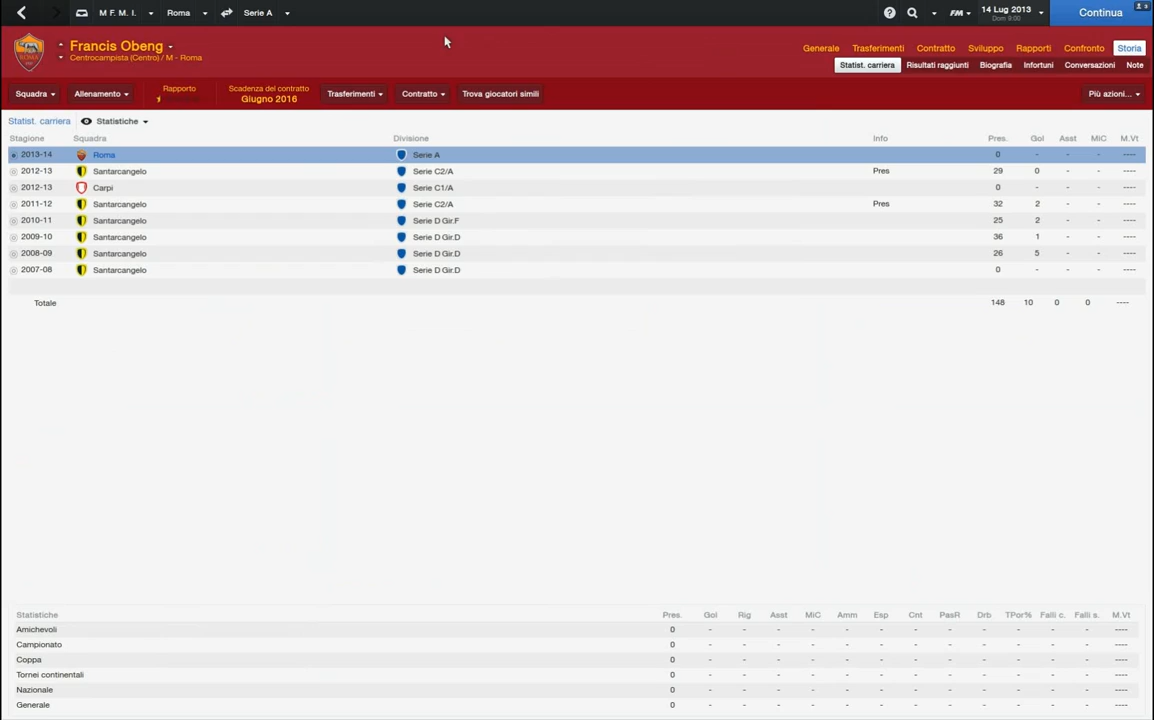 M F. M. I. Roma Serie A FM 14 Lug 2013 Dom 9:00 Continua 3
Francis Obeng
Centrocampista (Centro) / M - Roma
Generale Trasferimenti Contratto Sviluppo Rapporti Confronto Storia
Statist. carriera Risultati raggiunti Biografia Infortuni Conversazioni Note
Squadra Allenamento Rapporto Scadenza del contratto Giugno 2016 Trasferimenti Contratto Trova giocatori simili Più azioni...
Statist. carriera Statistiche
Stagione Squadra Divisione Info Pres. Gol Asst MiC M.Vt
2013-14 Roma Serie A 0 - - - ----
2012-13 Santarcangelo Serie C2/A Pres 29 0 - - ----
2012-13 Carpi Serie C1/A 0 - - - ----
2011-12 Santarcangelo Serie C2/A Pres 32 2 - - ----
2010-11 Santarcangelo Serie D Gir.F 25 2 - - ----
2009-10 Santarcangelo Serie D Gir.D 36 1 - - ----
2008-09 Santarcangelo Serie D Gir.D 26 5 - - ----
2007-08 Santarcangelo Serie D Gir.D 0 - - - ----
Totale 148 10 0 0 ----
Statistiche Pres. Gol Rig Asst MiC Amm Esp Cnt PasR Drb TPor% Falli c. Falli s. M.Vt
Amichevoli 0 - - - - - - - - - - - - ----
Campionato 0 - - - - - - - - - - - - ----
Coppa 0 - - - - - - - - - - - - ----
Tornei continentali 0 - - - - - - - - - - - - ----
Nazionale 0 - - - - - - - - - - - - ----
Generale 0 - - - - - - - - - - - - ----